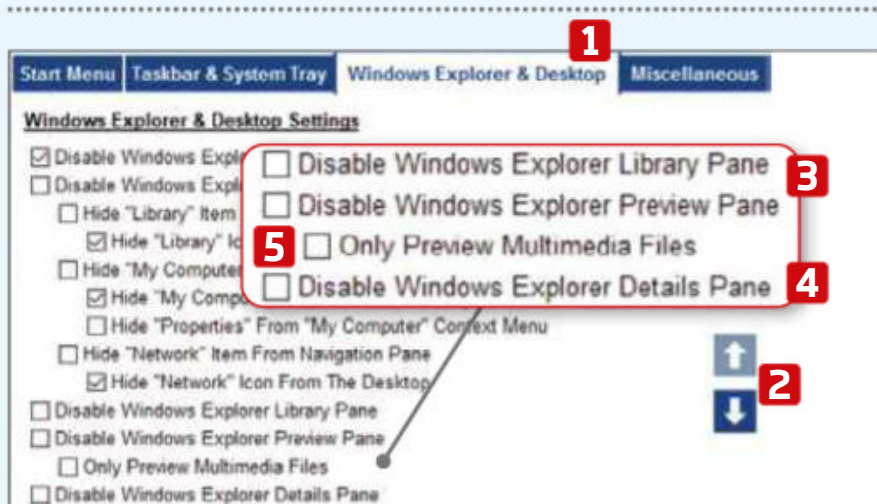 1
Start Menu Taskbar & System Tray Windows Explorer & Desktop Miscellaneous
Windows Explorer & Desktop Settings
Disable Windows Expl
Disable Windows Expl
Hide "Library" Item
Hide "Library" Ic
Hide "My Computer
Hide "My Compu
Hide "Properties" From "My Computer" Context Menu
Hide "Network" Item From Navigation Pane
Hide "Network" Icon From The Desktop
Disable Windows Explorer Library Pane
Disable Windows Explorer Preview Pane
Only Preview Multimedia Files
Disable Windows Explorer Details Pane
Disable Windows Explorer Library Pane
3
Disable Windows Explorer Preview Pane
5 Only Preview Multimedia Files
Disable Windows Explorer Details Pane 4
2